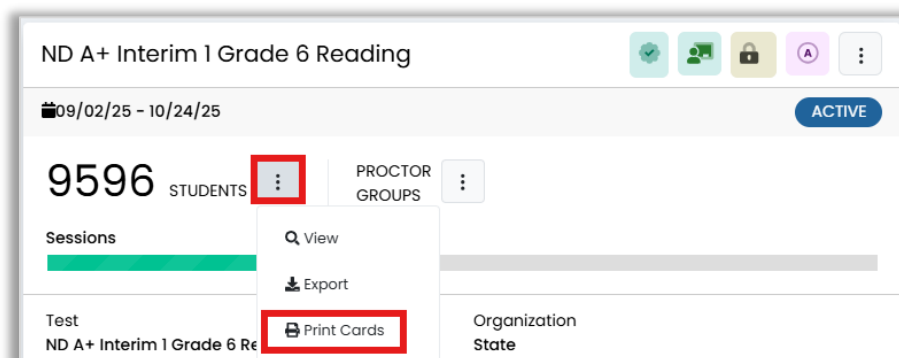 ND A+ Interim 1 Grade 6 Reading
A
09/02/25 - 10/24/25
ACTIVE
9596 STUDENTS
PROCTOR
GROUPS
Sessions
View
Export
Print Cards
Test
ND A+ Interim 1 Grade 6 Re
Organization
State